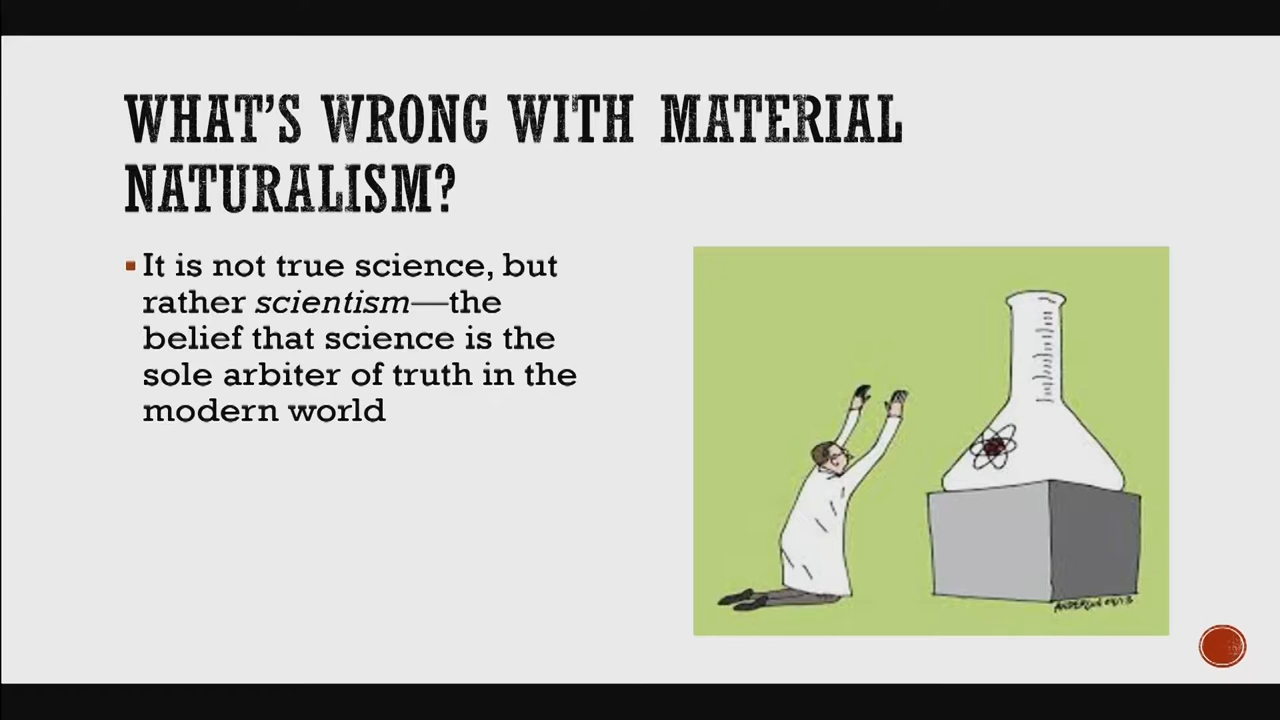 WHAT'S WRONG WITH MATERIAL
NATURALISM?
It is not true science, but
rather scientism—the
belief that science is the
sole arbiter of truth in the
modern world